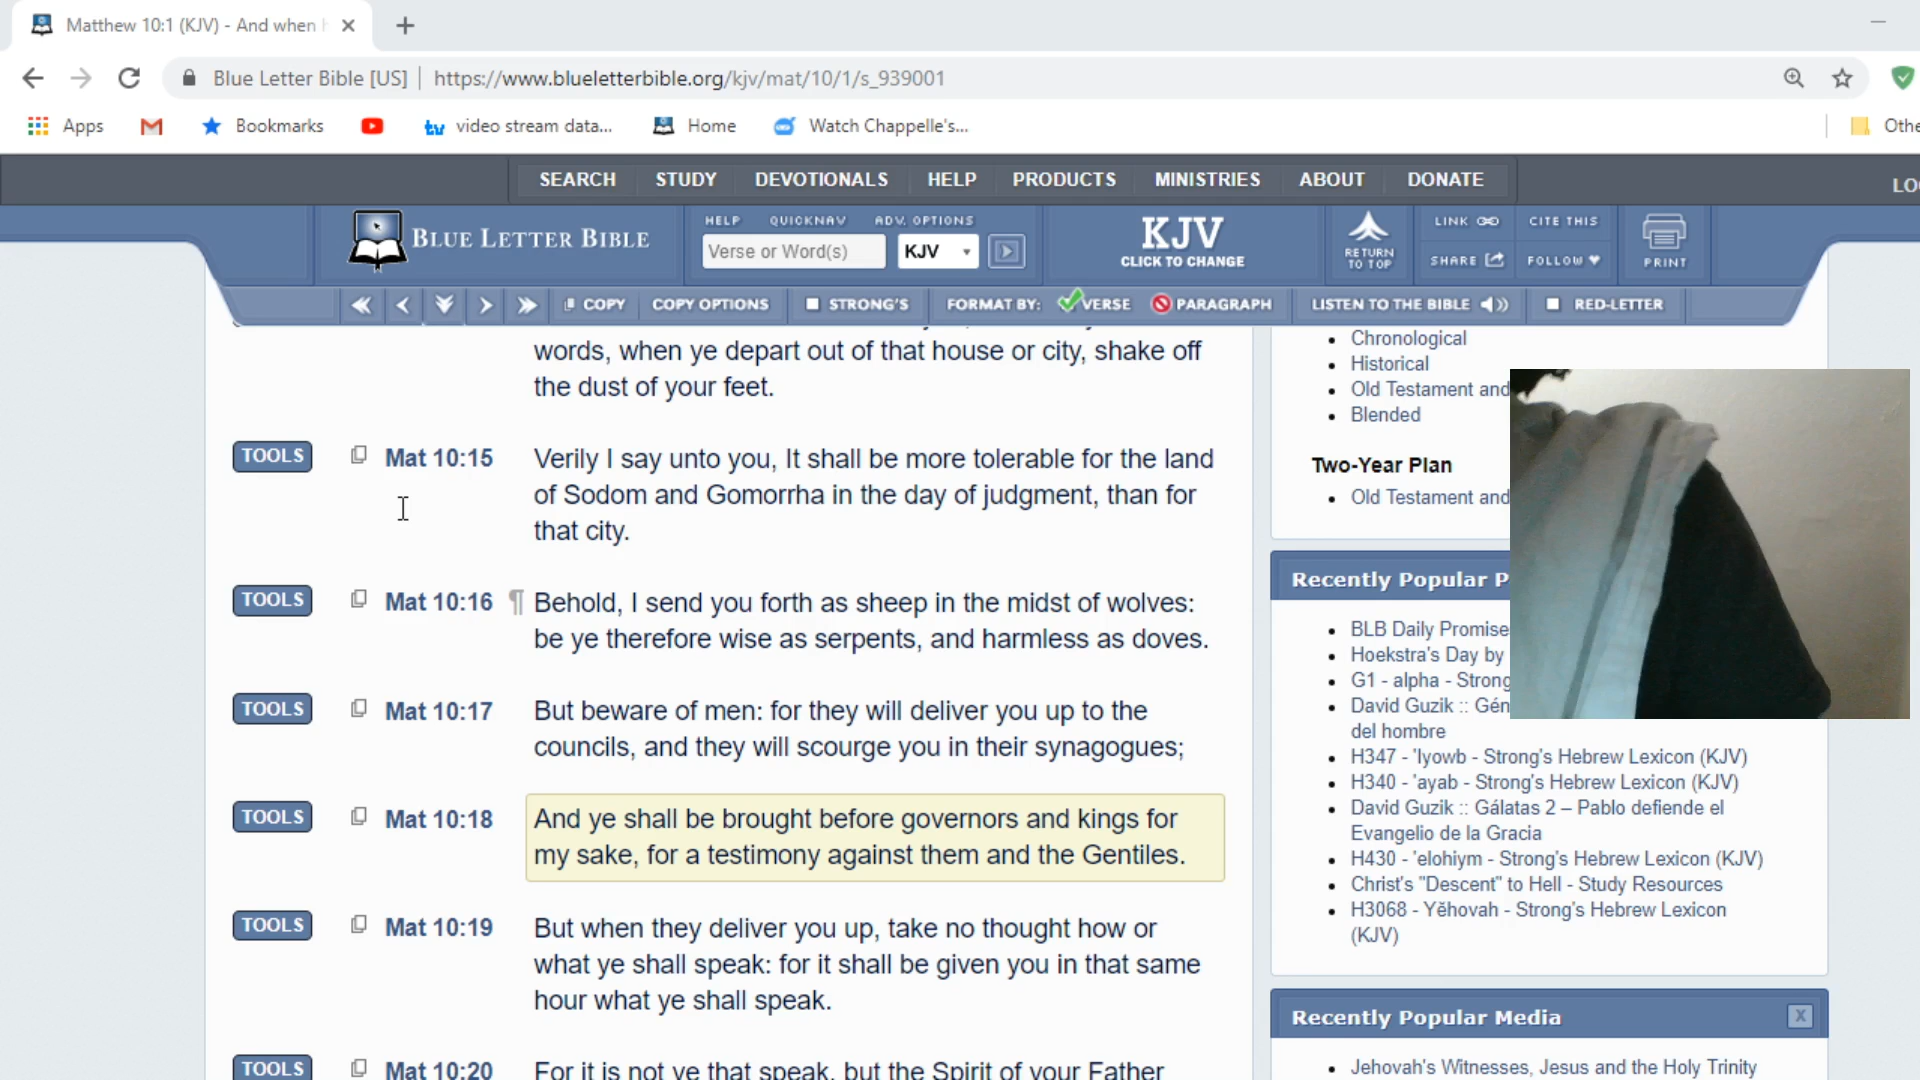 Matthew 10:1 (KJV) - And when h
Blue Letter Bible [US] https://www.blueletterbible.org/kjv/mat/10/1/s_939001
Apps Bookmarks video stream data... Home Watch Chappelle's... Othe
SEARCH STUDY DEVOTIONALS HELP PRODUCTS MINISTRIES ABOUT DONATE LO
BLUE LETTER BIBLE
HELP QUICKNAV ADV. OPTIONS
Verse or Word(s) KJV
KJV
CLICK TO CHANGE
RETURN
TO TOP
LINK CITE THIS
SHARE FOLLOW
PRINT
COPY COPY OPTIONS STRONG'S FORMAT BY: VERSE PARAGRAPH LISTEN TO THE BIBLE RED-LETTER
words, when ye depart out of that house or city, shake off
the dust of your feet.
TOOLS Mat 10:15 Verily I say unto you, It shall be more tolerable for the land
of Sodom and Gomorrha in the day of judgment, than for
that city.
TOOLS Mat 10:16 ¶ Behold, I send you forth as sheep in the midst of wolves:
be ye therefore wise as serpents, and harmless as doves.
TOOLS Mat 10:17 But beware of men: for they will deliver you up to the
councils, and they will scourge you in their synagogues;
TOOLS Mat 10:18 And ye shall be brought before governors and kings for
my sake, for a testimony against them and the Gentiles.
TOOLS Mat 10:19 But when they deliver you up, take no thought how or
what ye shall speak: for it shall be given you in that same
hour what ye shall speak.
TOOLS Mat 10:20 For it is not ye that speak, but the Spirit of your Father
Chronological
Historical
Old Testament and
Blended
Two-Year Plan
Old Testament and
Recently Popular P
BLB Daily Promise
Hoekstra's Day by
G1 - alpha - Strong
David Guzik :: Gén
del hombre
H347 - 'Iyowb - Strong's Hebrew Lexicon (KJV)
H340 - 'ayab - Strong's Hebrew Lexicon (KJV)
David Guzik :: Gálatas 2 – Pablo defiende el
Evangelio de la Gracia
H430 - 'elohiym - Strong's Hebrew Lexicon (KJV)
Christ's "Descent" to Hell - Study Resources
H3068 - Yĕhovah - Strong's Hebrew Lexicon
(KJV)
Recently Popular Media X
Jehovah's Witnesses, Jesus and the Holy Trinity